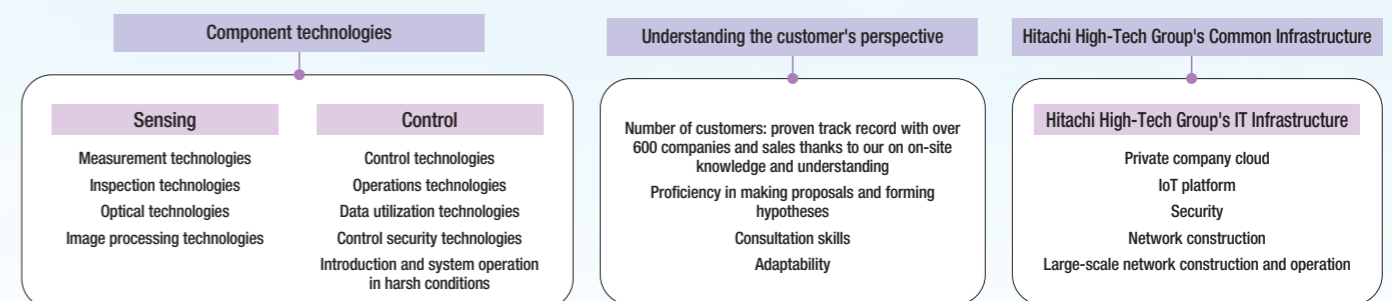 Component technologies
Sensing
Measurement technologies
Inspection technologies
Optical technologies
Image processing technologies
Control
Control technologies
Operations technologies
Data utilization technologies
Control security technologies
Introduction and system operation
in harsh conditions
Understanding the customer's perspective
Number of customers: proven track record with over
600 companies and sales thanks to our on on-site
knowledge and understanding
Proficiency in making proposals and forming
hypotheses
Consultation skills
Adaptability
Hitachi High-Tech Group's Common Infrastructure
Hitachi High-Tech Group's IT Infrastructure
Private company cloud
IoT platform
Security
Network construction
Large-scale network construction and operation